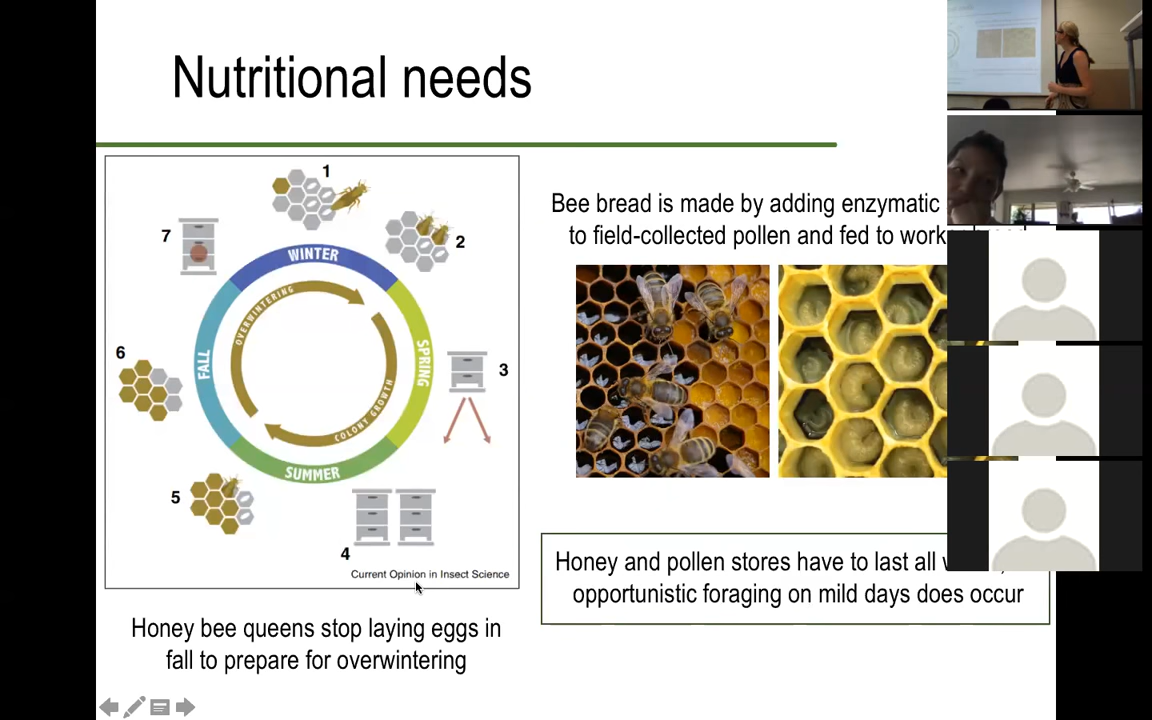 Nutritional needs
1
2
3
4
5
6
7
WINTER
SPRING
SUMMER
FALL
OVERWINTERING
COLONY GROWTH
Current Opinion in Insect Science
Honey bee queens stop laying eggs in
fall to prepare for overwintering
Bee bread is made by adding enzymatic
to field-collected pollen and fed to
Honey and pollen stores have to last all
opportunistic foraging on mild days does occur